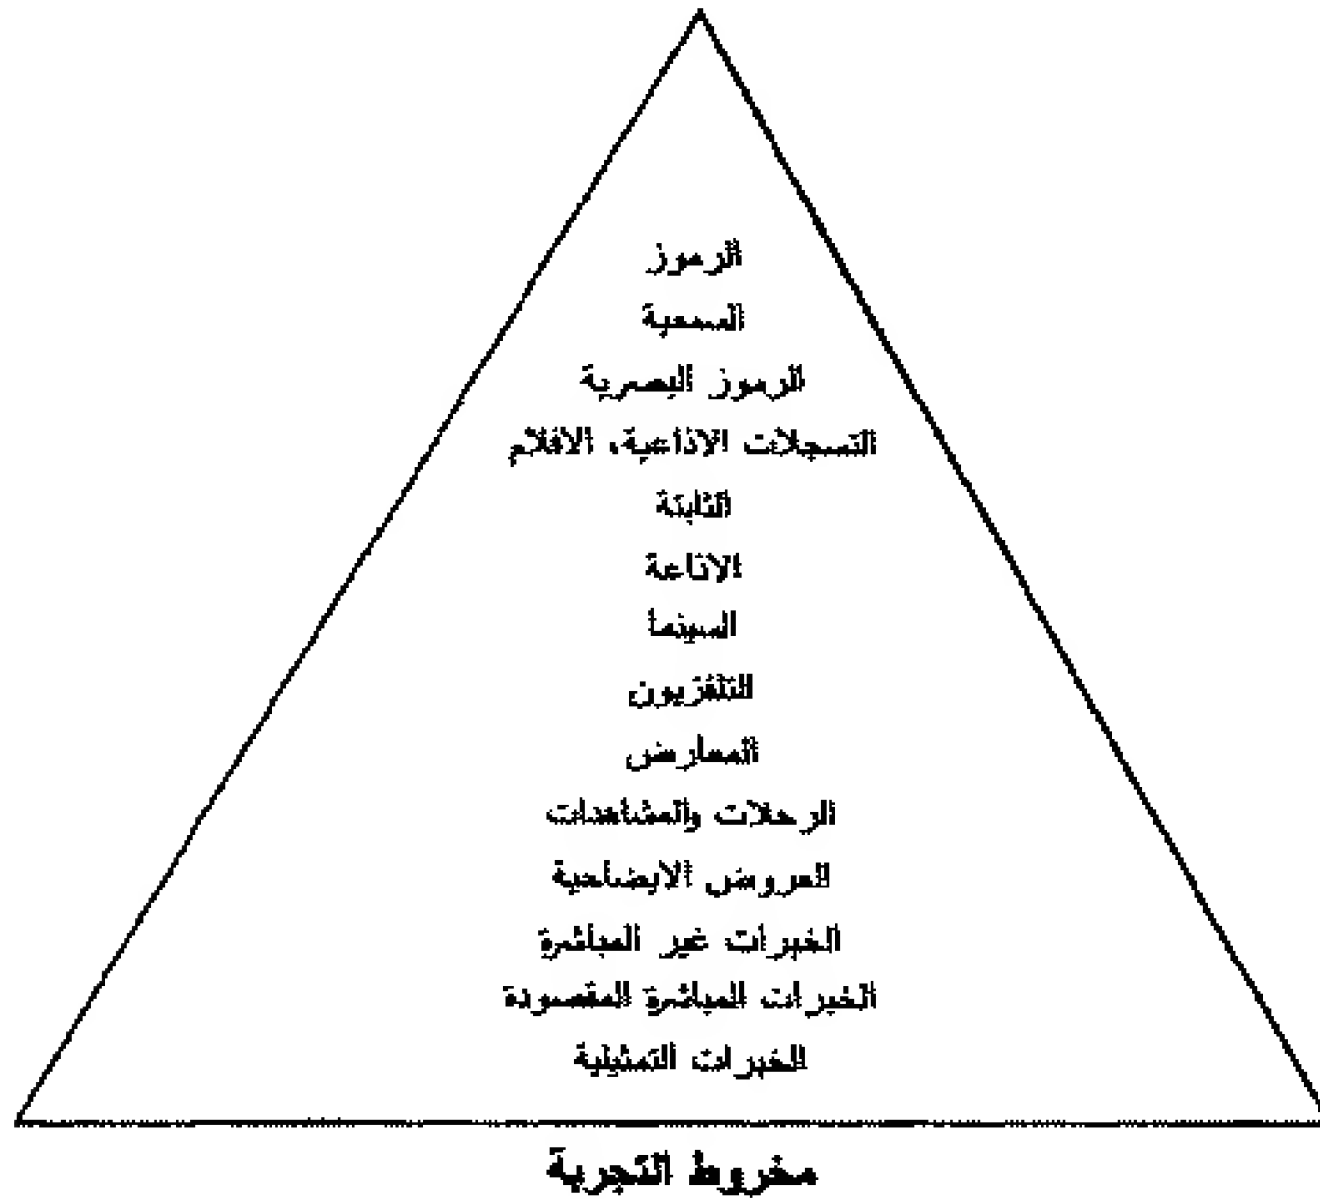 الرموز
السمعية
الرموز البصرية
التسجلات الاذاعية، الافلام
الثابتة
الاذاعة
السينما
التلفزيون
المعارض
الرحلات والمشاهدات
العروض الايضاحية
الخبرات غير المباشرة
الخبرات المباشرة المقصودة
الخبرات التمثيلية
مخروط التجربة